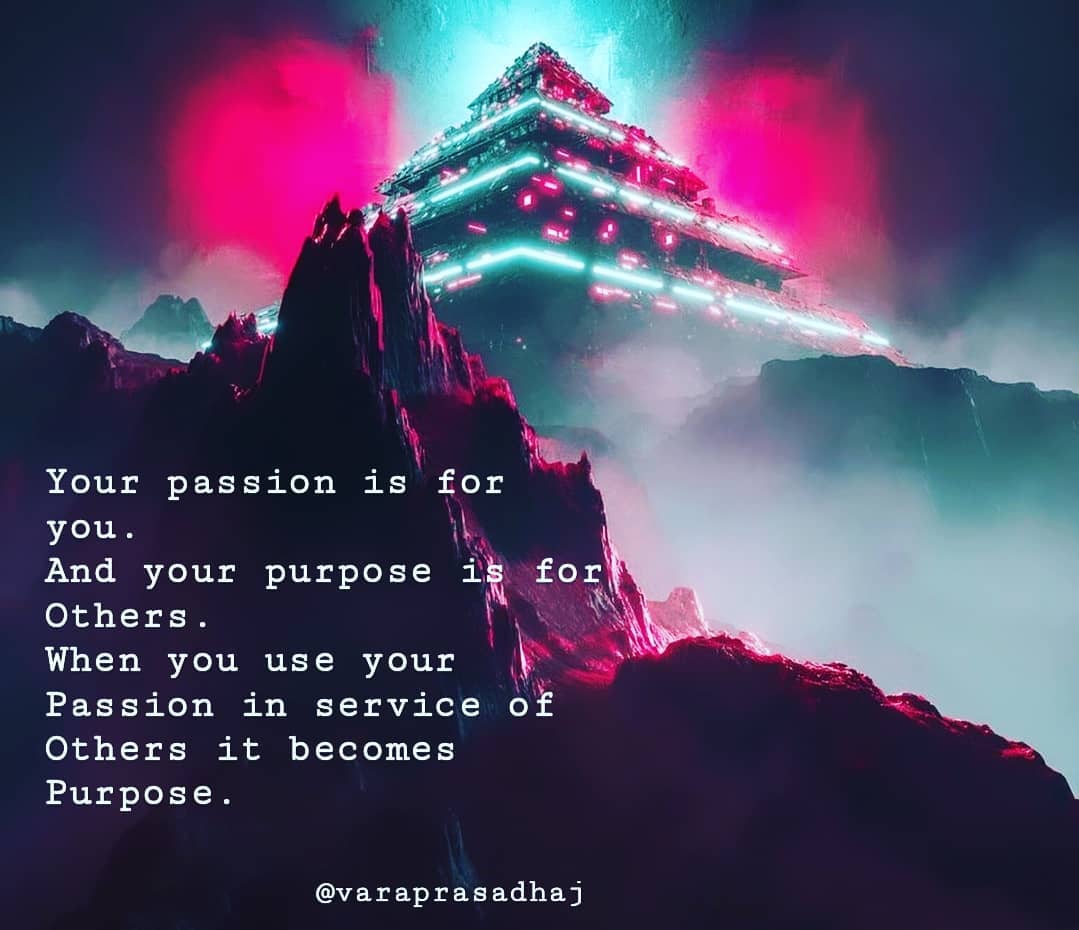 Your passion is for
you.
And your purpose is for
Others.
When you use your
Passion in service of
Others it becomes
Purpose.
@varaprasadhaj